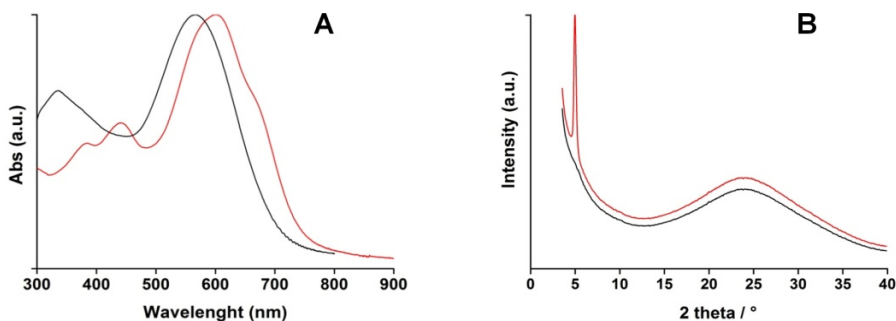 A
Abs (a.u.)
300 400 500 600 700 800 900
Wavelenght (nm)
B
Intensity (a.u.)
0 5 10 15 20 25 30 35 40
2 theta / °